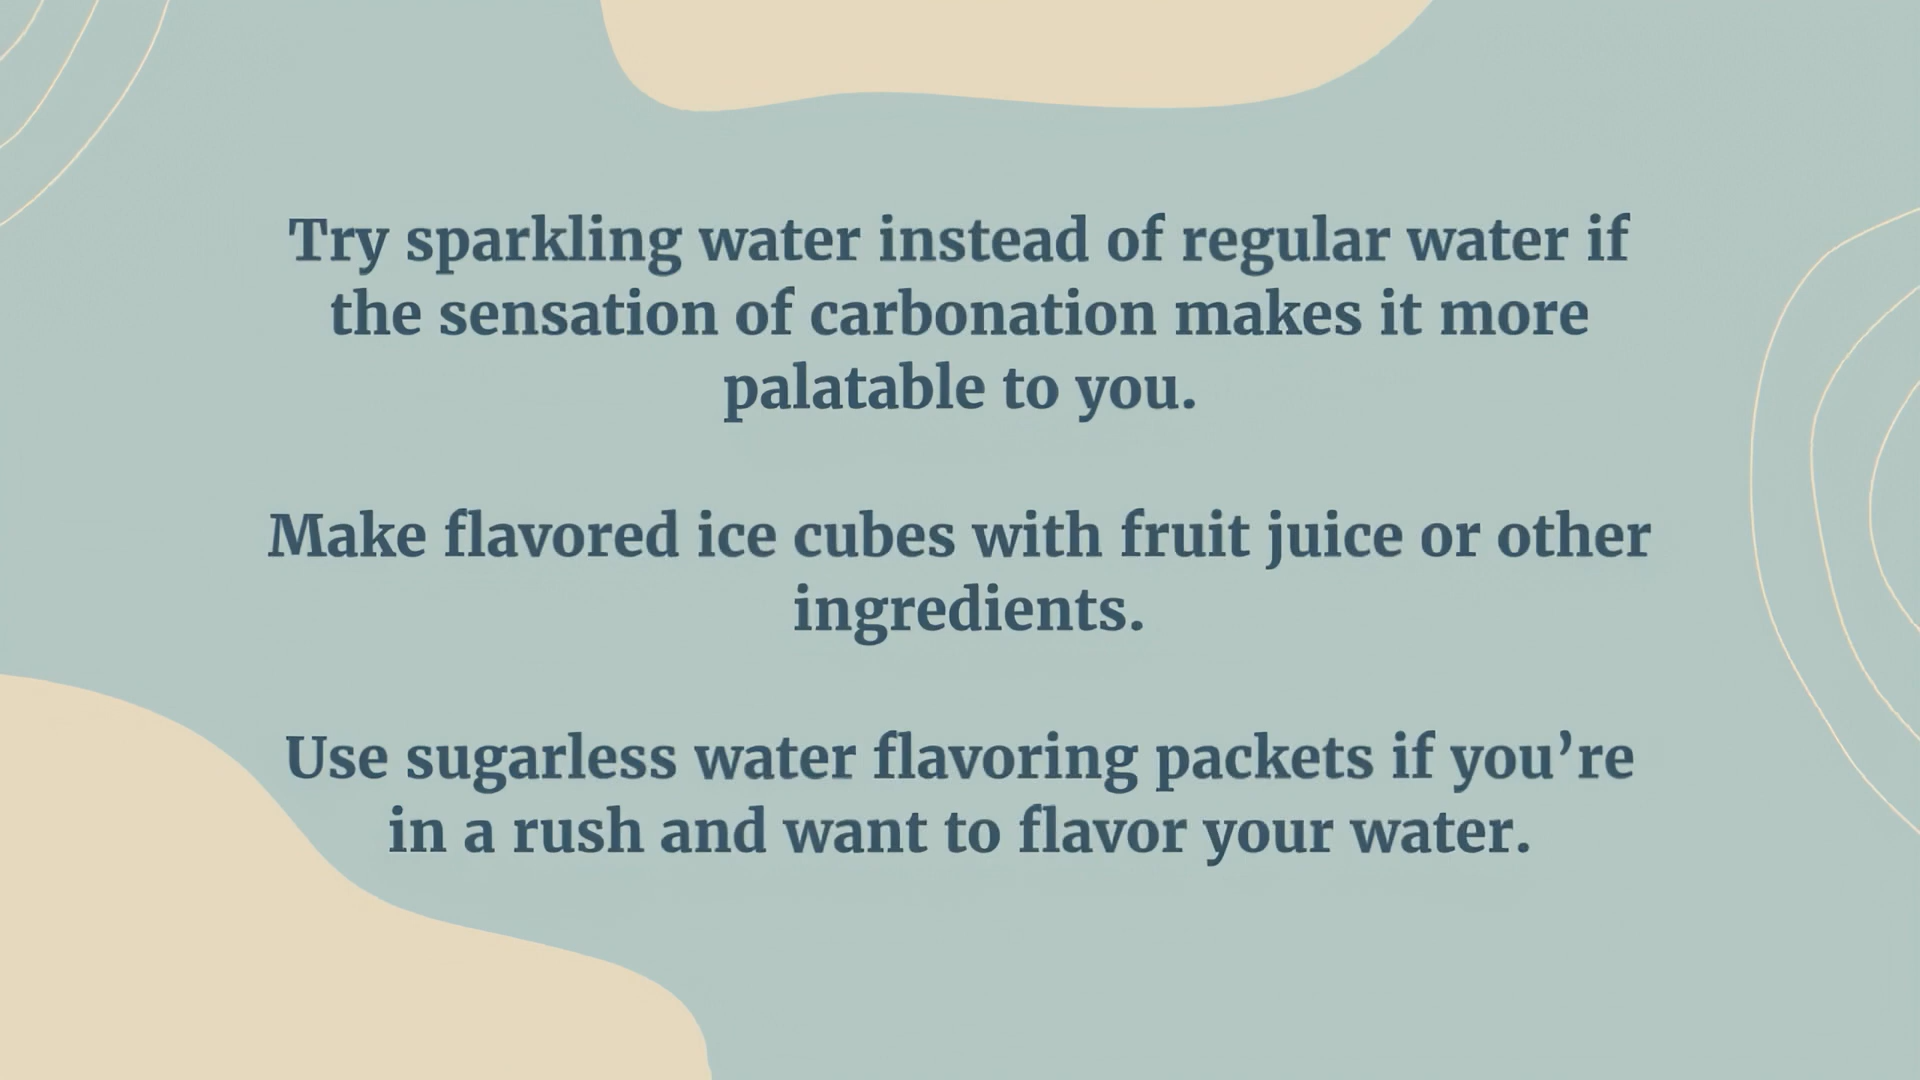 Try sparkling water instead of regular water if
the sensation of carbonation makes it more
palatable to you.
Make flavored ice cubes with fruit juice or other
ingredients.
Use sugarless water flavoring packets if you’re
in a rush and want to flavor your water.